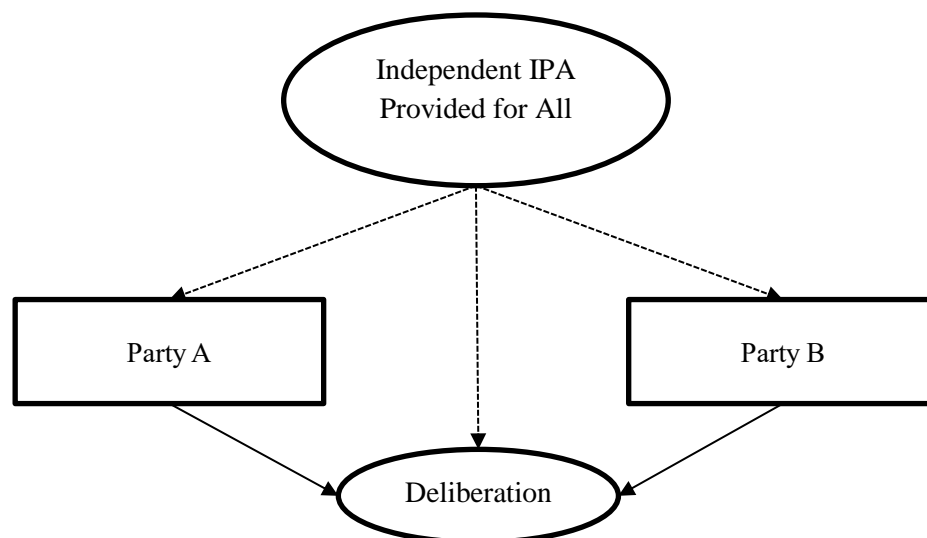 Independent IPA
Provided for All
Party A
Party B
Deliberation